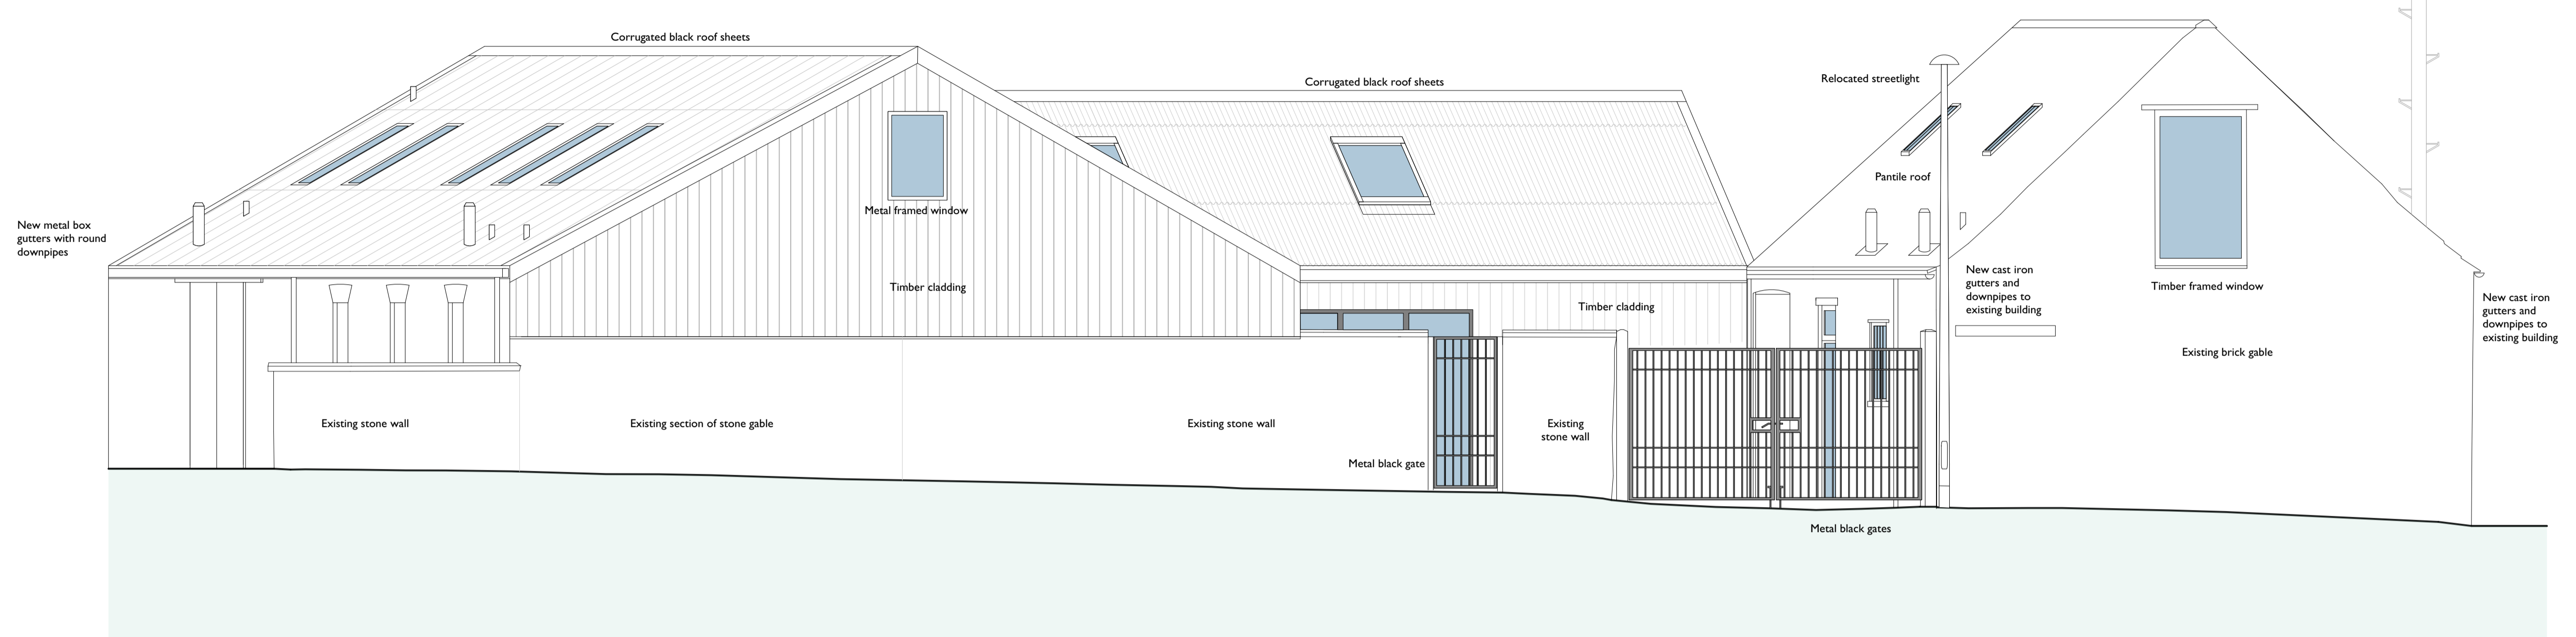 Corrugated black roof sheets
Corrugated black roof sheets
Relocated streetlight
Pantile roof
Metal framed window
New metal box
gutters with round
downpipes
Timber cladding
Timber cladding
New cast iron
gutters and
downpipes to
existing building
Timber framed window
New cast iron
gutters and
downpipes to
existing building
Existing brick gable
Existing stone wall
Existing section of stone gable
Existing stone wall
Existing
stone wall
Metal black gate
Metal black gates